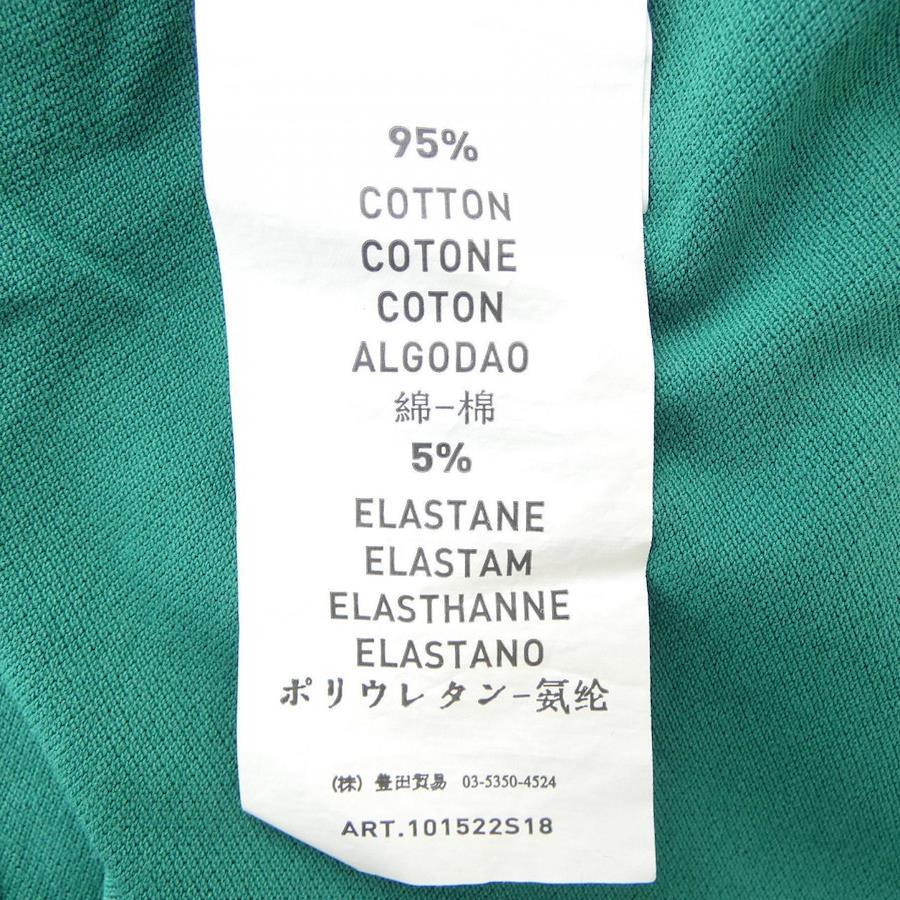 95%
COTTON
COTONE
COTON
ALGODAO
綿-棉
5%
ELASTANE
ELASTAM
ELASTHANNE
ELASTANO
ポリウレタン-氨纶
(株) 豊田貿易 03-5350-4524
ART.101522S18